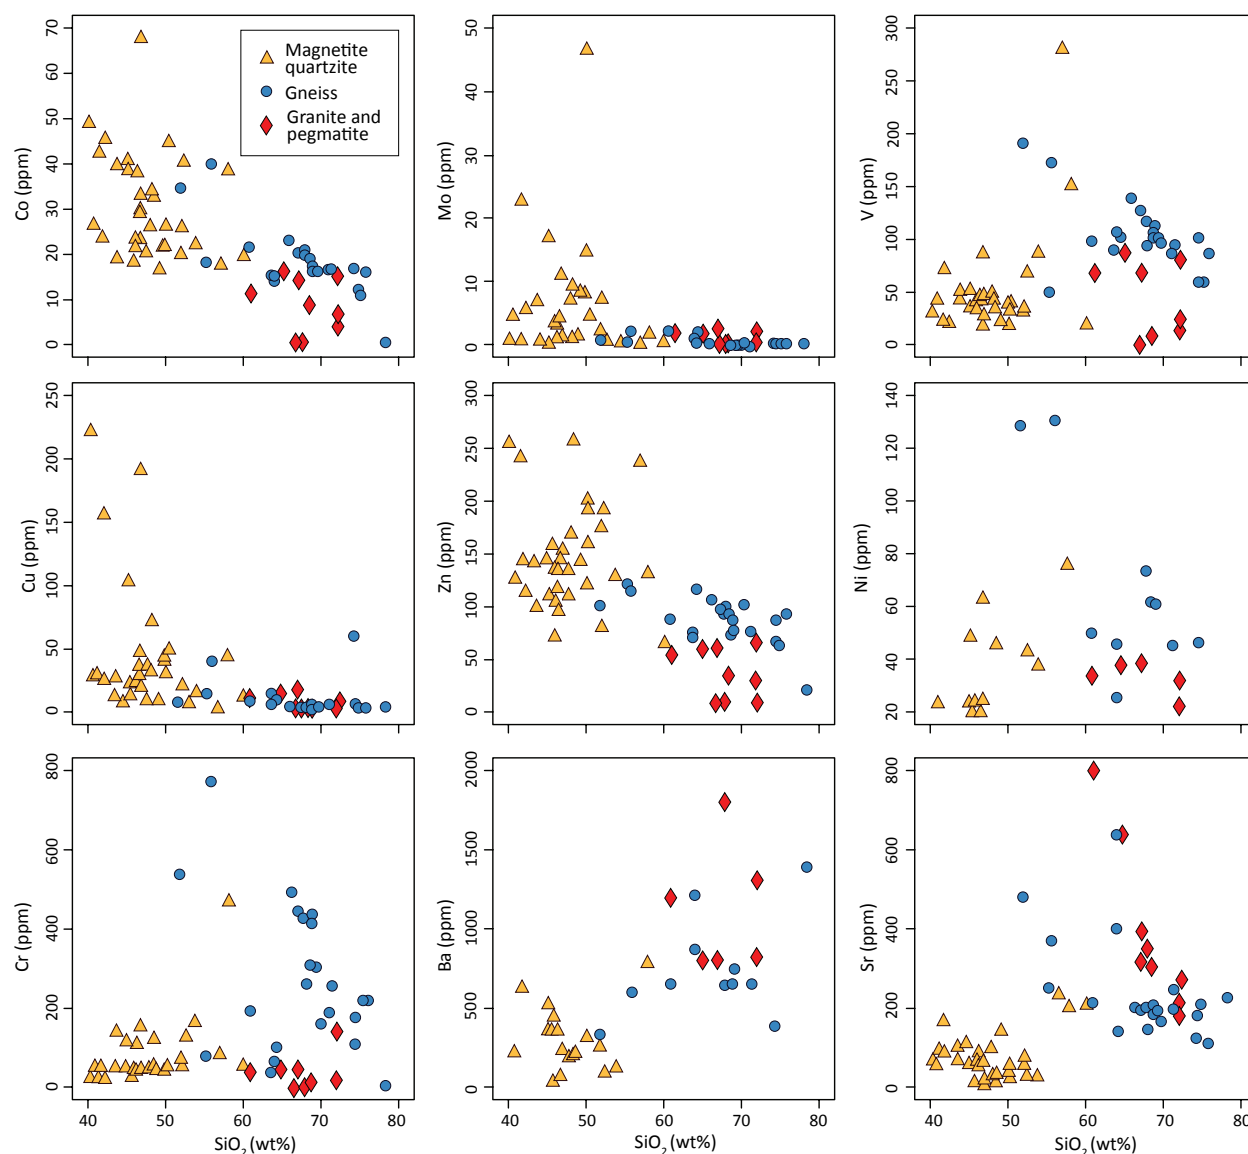 70
60
50
40
30
20
10
0
Co (ppm)
Magnetite
quartzite
Gneiss
Granite and
pegmatite
50
40
30
20
10
0
Mo (ppm)
300
200
150
100
50
0
V (ppm)
250
200
150
100
50
0
Cu (ppm)
300
250
200
150
100
50
0
Zn (ppm)
140
120
100
80
60
40
20
Ni (ppm)
800
600
400
200
0
Cr (ppm)
40 50 60 70 80
SiO₂ (wt%)
2000
1500
1000
500
0
Ba (ppm)
40 50 60 70 80
SiO₂ (wt%)
800
600
400
200
0
Sr (ppm)
40 50 60 70 80
SiO₂ (wt%)